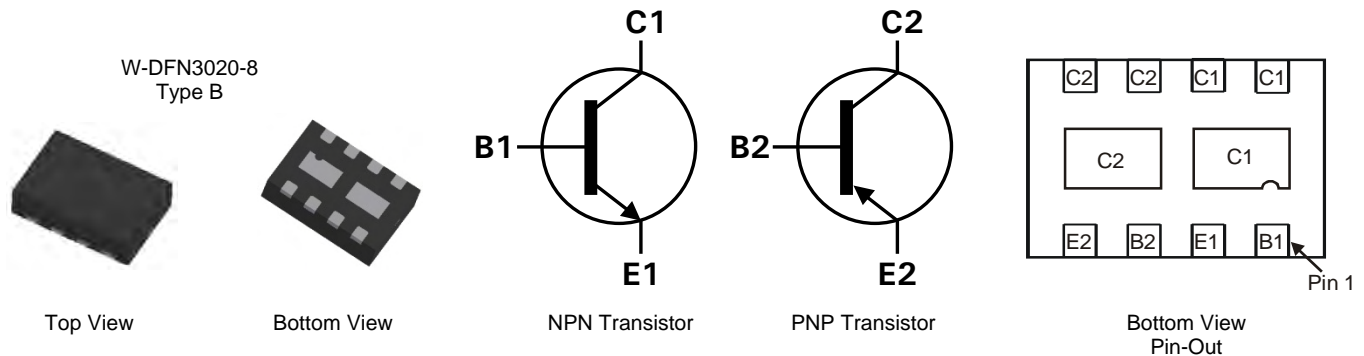 W-DFN3020-8
Type B
Top View
Bottom View
C1
B1
E1
NPN Transistor
C2
B2
E2
PNP Transistor
C2 C2 C1 C1
C2 C1
E2 B2 E1 B1
Pin 1
Bottom View
Pin-Out